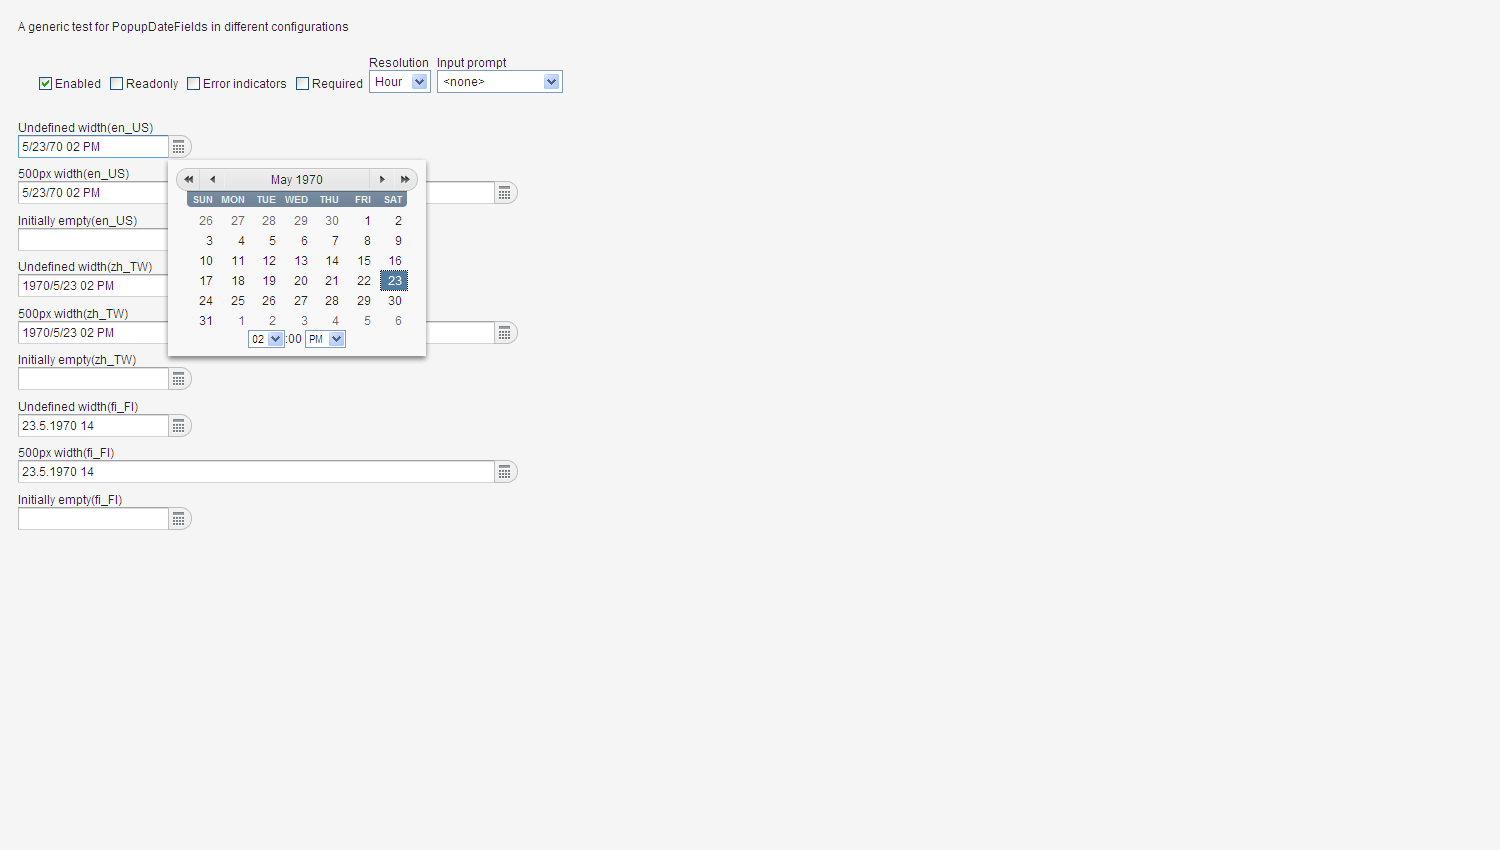 A generic test for PopupDateFields in different configurations
Resolution Input prompt
Enabled Readonly Error indicators Required Hour <none>
Undefined width(en_US)
5/23/70 02 PM
500px width(en_US)
5/23/70 02 PM
Initially empty(en_US)
Undefined width(zh_TW)
1970/5/23 02 PM
500px width(zh_TW)
1970/5/23 02 PM
Initially empty(zh_TW)
Undefined width(fi_FI)
23.5.1970 14
500px width(fi_FI)
23.5.1970 14
Initially empty(fi_FI)
May 1970
SUN MON TUE WED THU FRI SAT
26 27 28 29 30 1 2
3 4 5 6 7 8 9
10 11 12 13 14 15 16
17 18 19 20 21 22 23
24 25 26 27 28 29 30
31 1 2 3 4 5 6
02 :00 PM